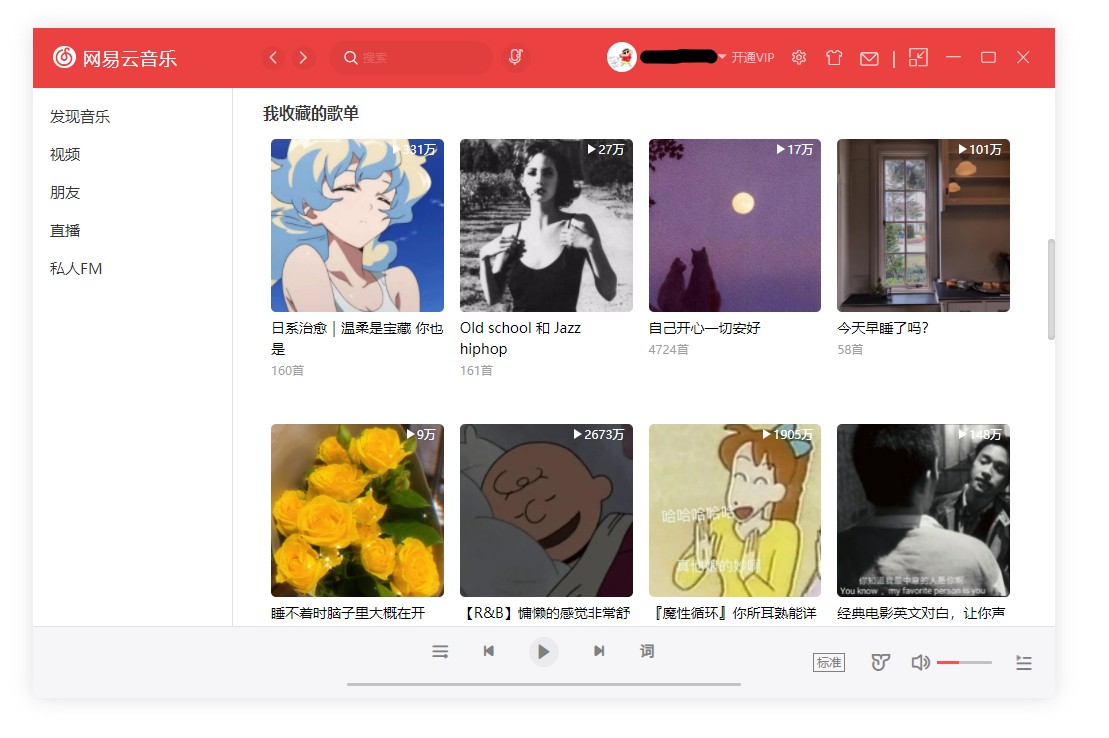 网易云音乐
搜索
开通VIP
发现音乐
视频
朋友
直播
私人FM
我收藏的歌单
331万
27万
17万
101万
日系治愈 | 温柔是宝藏 你也
是
160首
Old school 和 Jazz
hiphop
161首
自己开心一切安好
4724首
今天早睡了吗?
58首
9万
2673万
1905万
148万
哈哈哈哈哈
真他娘的妙啊
你知道我最中意的人是你啊
You know , my favorite person is you
睡不着时脑子里大概在开
【R&B】慵懒的感觉非常舒
『魔性循环』你所耳熟能详
经典电影英文对白，让你声
词
标准